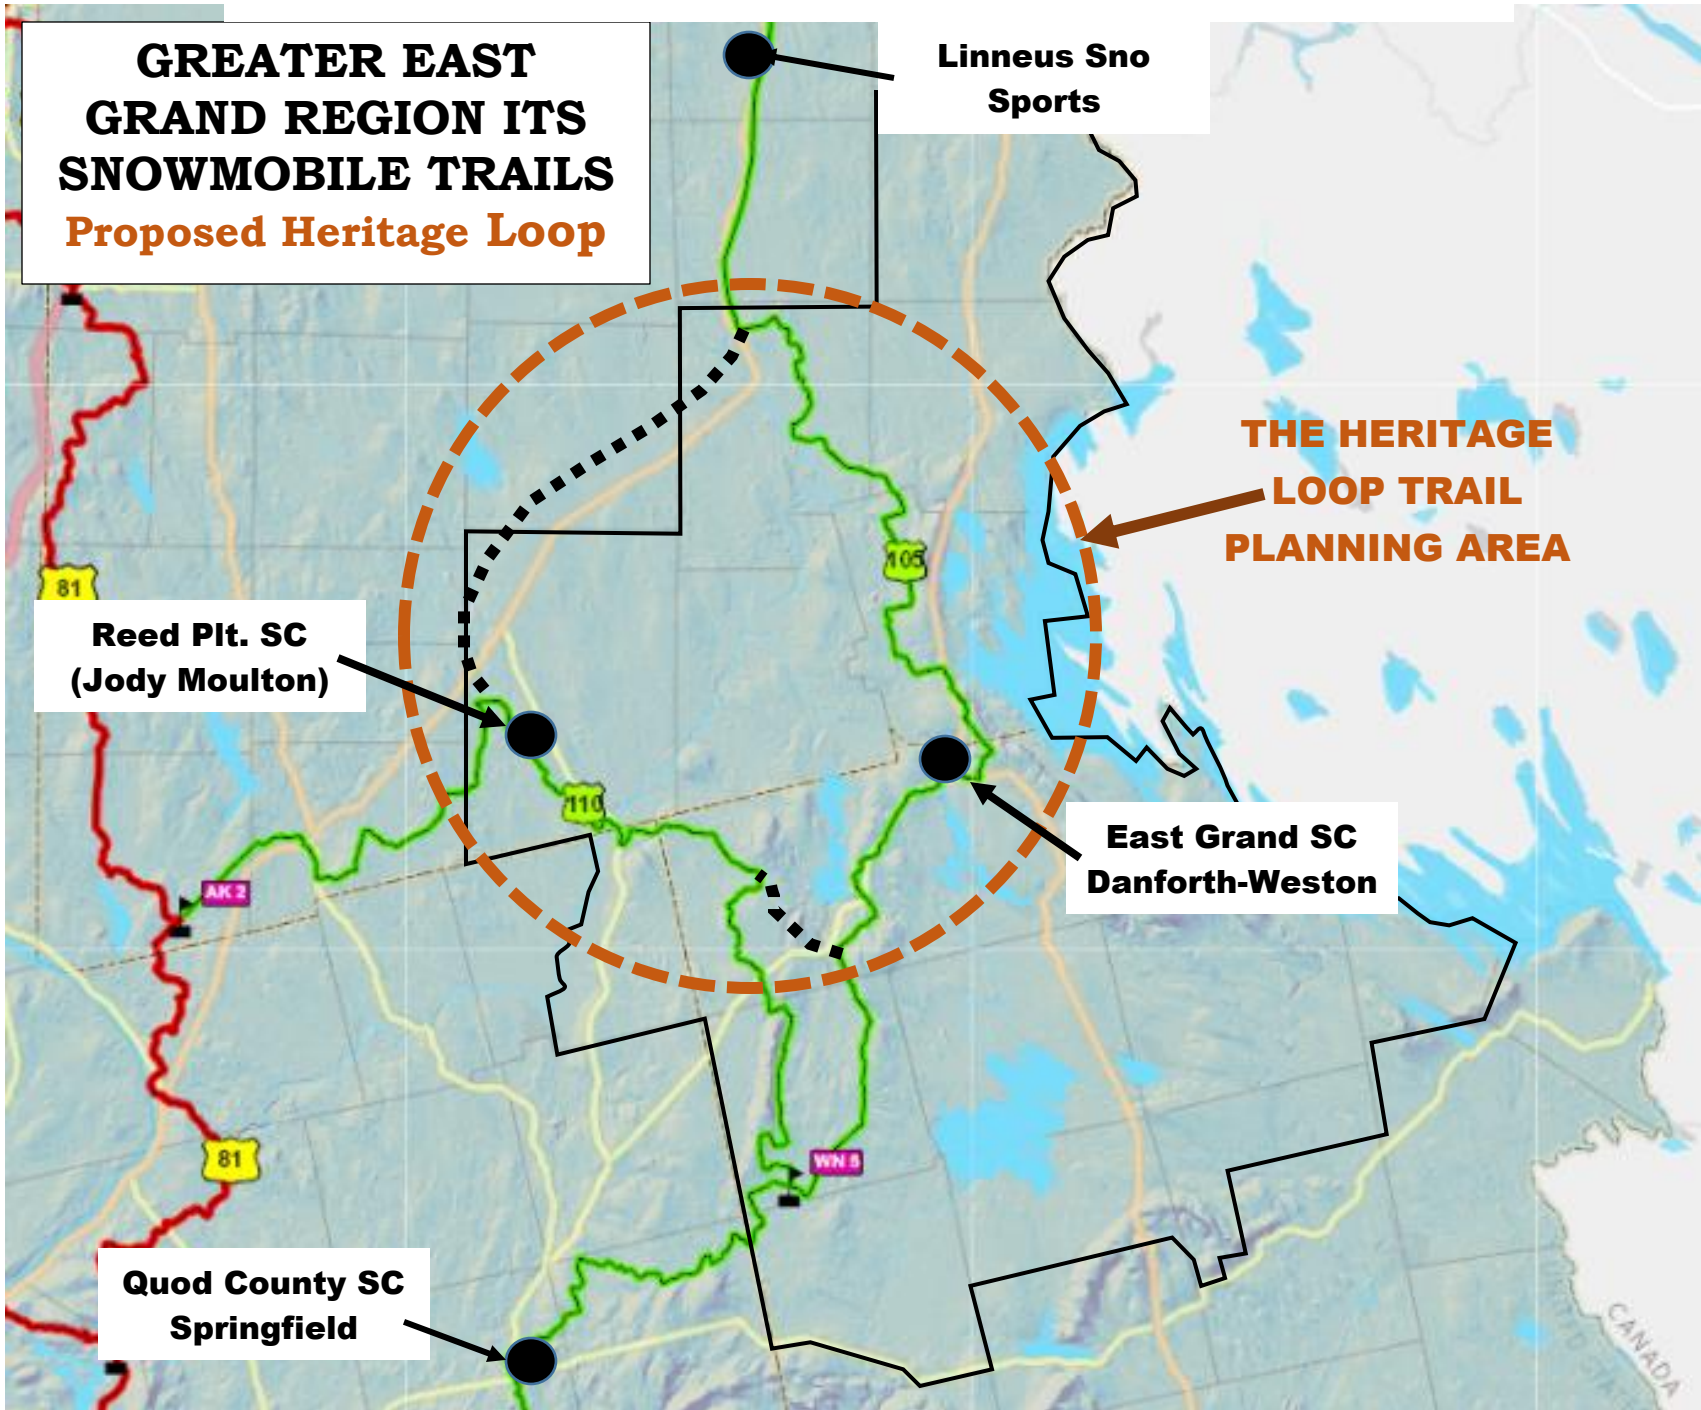 GREATER EAST
GRAND REGION ITS
SNOWMOBILE TRAILS
Proposed Heritage Loop
Linneus Sno
Sports
THE HERITAGE
LOOP TRAIL
PLANNING AREA
105
81
Reed Plt. SC
(Jody Moulton)
110
East Grand SC
Danforth-Weston
AK 2
81
WN 5
Quod County SC
Springfield
CANADA